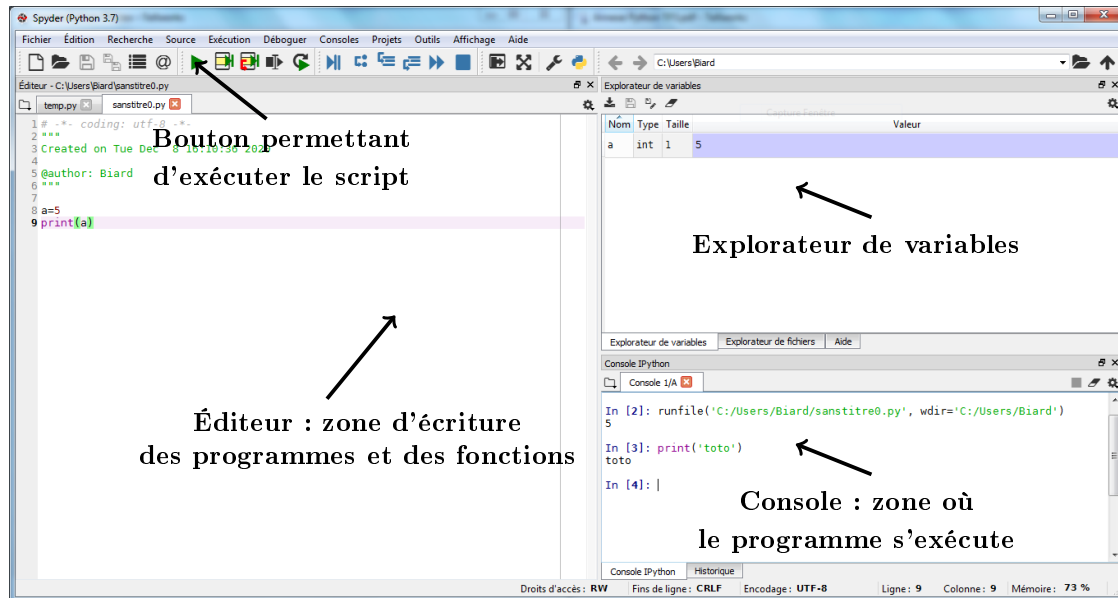 Spyder (Python 3.7)
Fichier Édition Recherche Source Exécution Déboguer Consoles Projets Outils Affichage Aide
C:\Users\Biard
Éditeur - C:\Users\Biard\sanstitre0.py
temp.py sanstitre0.py
1 # -*- coding: utf-8 -*-
2 """
3 Created on Tue Dec 8 16:10:36 2020
4
5 @author: Biard
6 """
7
8 a=5
9 print(a)
Bouton permettant
d'exécuter le script
Éditeur : zone d'écriture
des programmes et des fonctions
Explorateur de variables
Capture Fenêtre
Nom Type Taille Valeur
a int 1 5
Explorateur de variables
Explorateur de variables Explorateur de fichiers Aide
Console IPython
Console 1/A
In [2]: runfile('C:/Users/Biard/sanstitre0.py', wdir='C:/Users/Biard')
5
In [3]: print('toto')
toto
In [4]:
Console : zone où
le programme s'exécute
Console IPython Historique
Droits d'accès : RW Fins de ligne : CRLF Encodage : UTF-8 Ligne : 9 Colonne : 9 Mémoire : 73 %